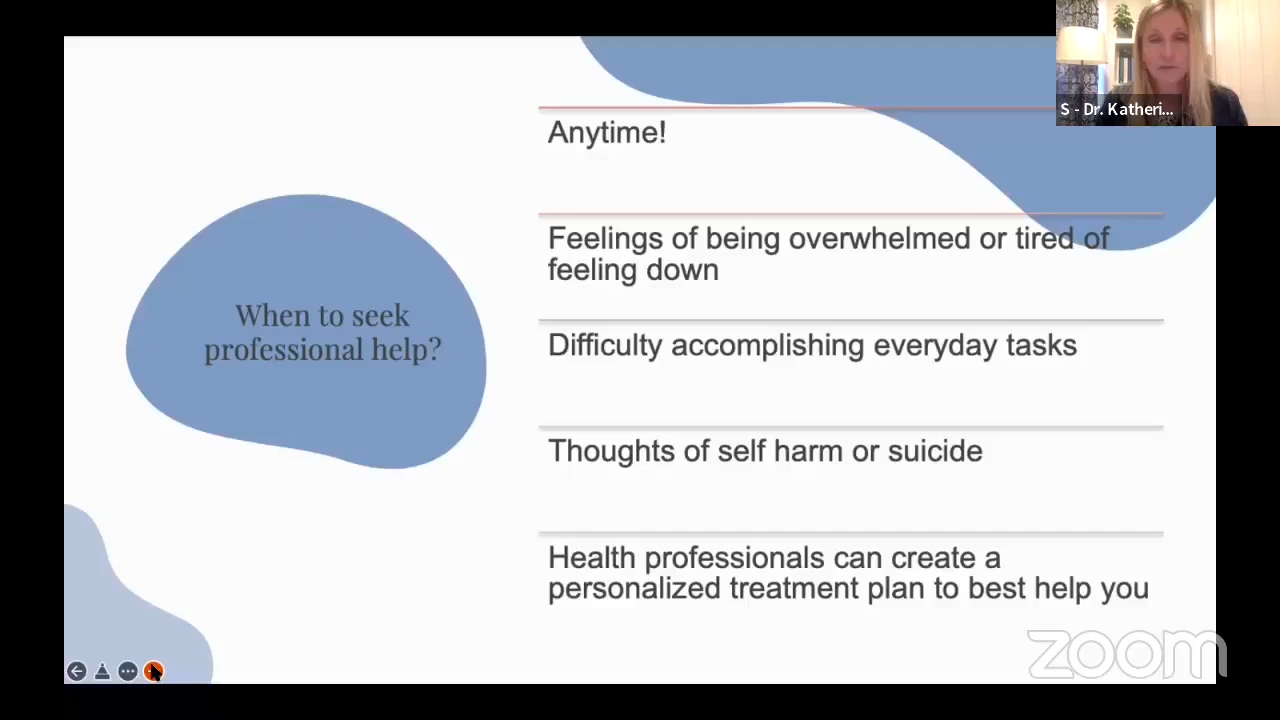 S - Dr. Katheri...
Anytime!
Feelings of being overwhelmed or tired of
feeling down
When to seek
professional help?
Difficulty accomplishing everyday tasks
Thoughts of self harm or suicide
Health professionals can create a
personalized treatment plan to best help you
zoom